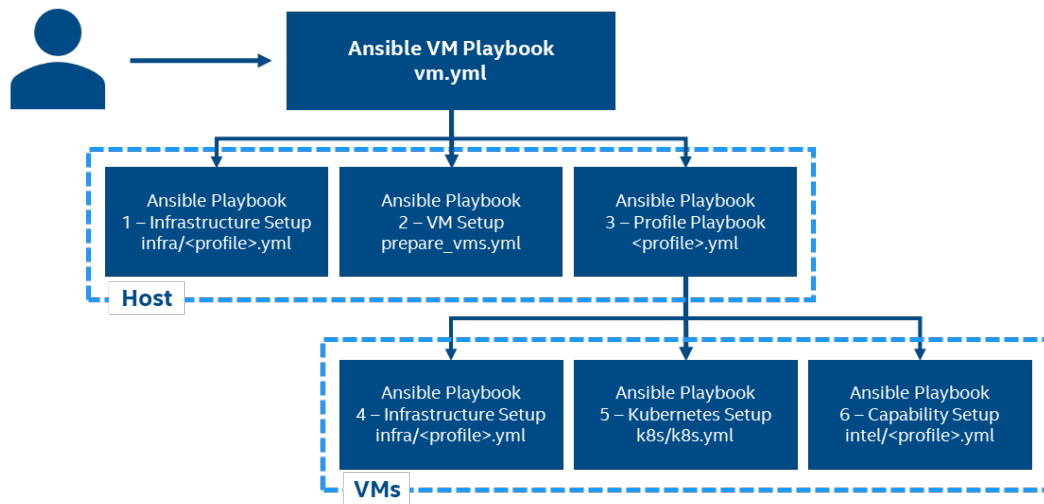 Ansible VM Playbook
vm.yml
Ansible Playbook
1 – Infrastructure Setup
infra/<profile>.yml
Ansible Playbook
2 – VM Setup
prepare_vms.yml
Ansible Playbook
3 – Profile Playbook
<profile>.yml
Host
Ansible Playbook
4 – Infrastructure Setup
infra/<profile>.yml
Ansible Playbook
5 – Kubernetes Setup
k8s/k8s.yml
Ansible Playbook
6 – Capability Setup
intel/<profile>.yml
VMs